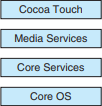 Cocoa Touch
Media Services
Core Services
Core OS